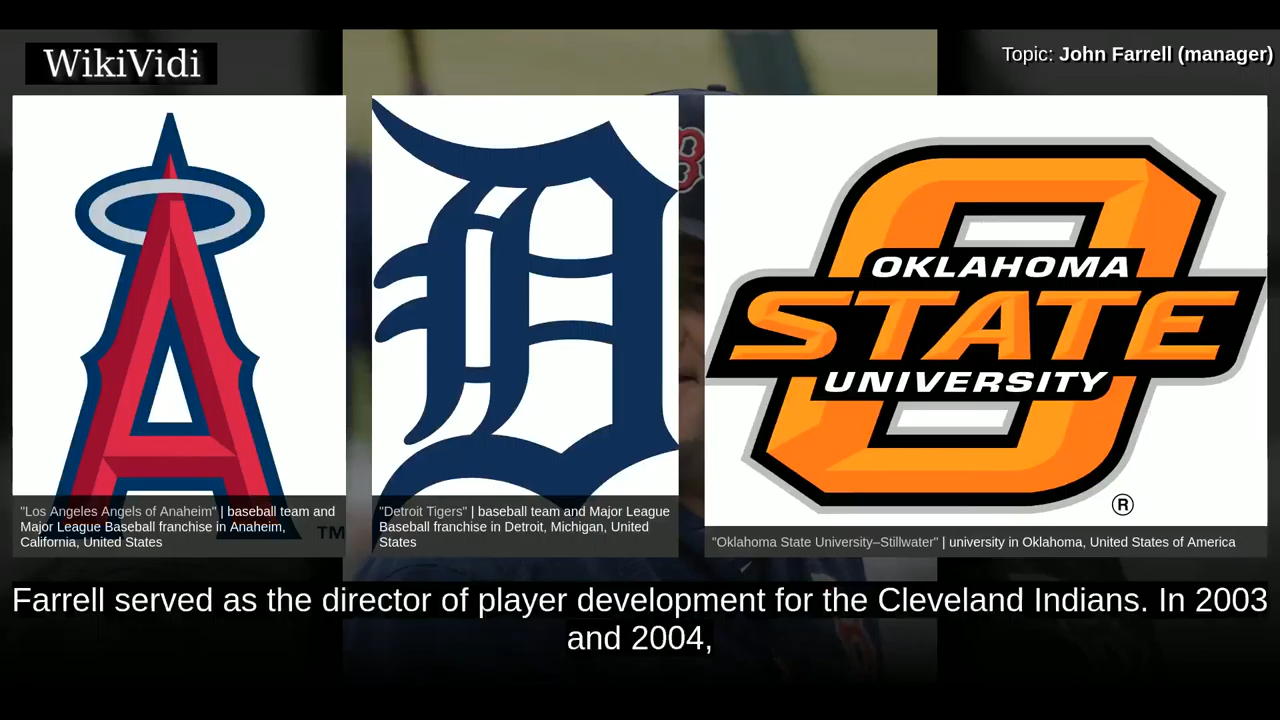 WikiVidi
Topic: John Farrell (manager)
B
A
D
OKLAHOMA
STATE
UNIVERSITY
®
TM
"Los Angeles Angels of Anaheim" | baseball team and
Major League Baseball franchise in Anaheim,
California, United States
"Detroit Tigers" | baseball team and Major League
Baseball franchise in Detroit, Michigan, United
States
"Oklahoma State University–Stillwater" | university in Oklahoma, United States of America
Farrell served as the director of player development for the Cleveland Indians. In 2003
and 2004,